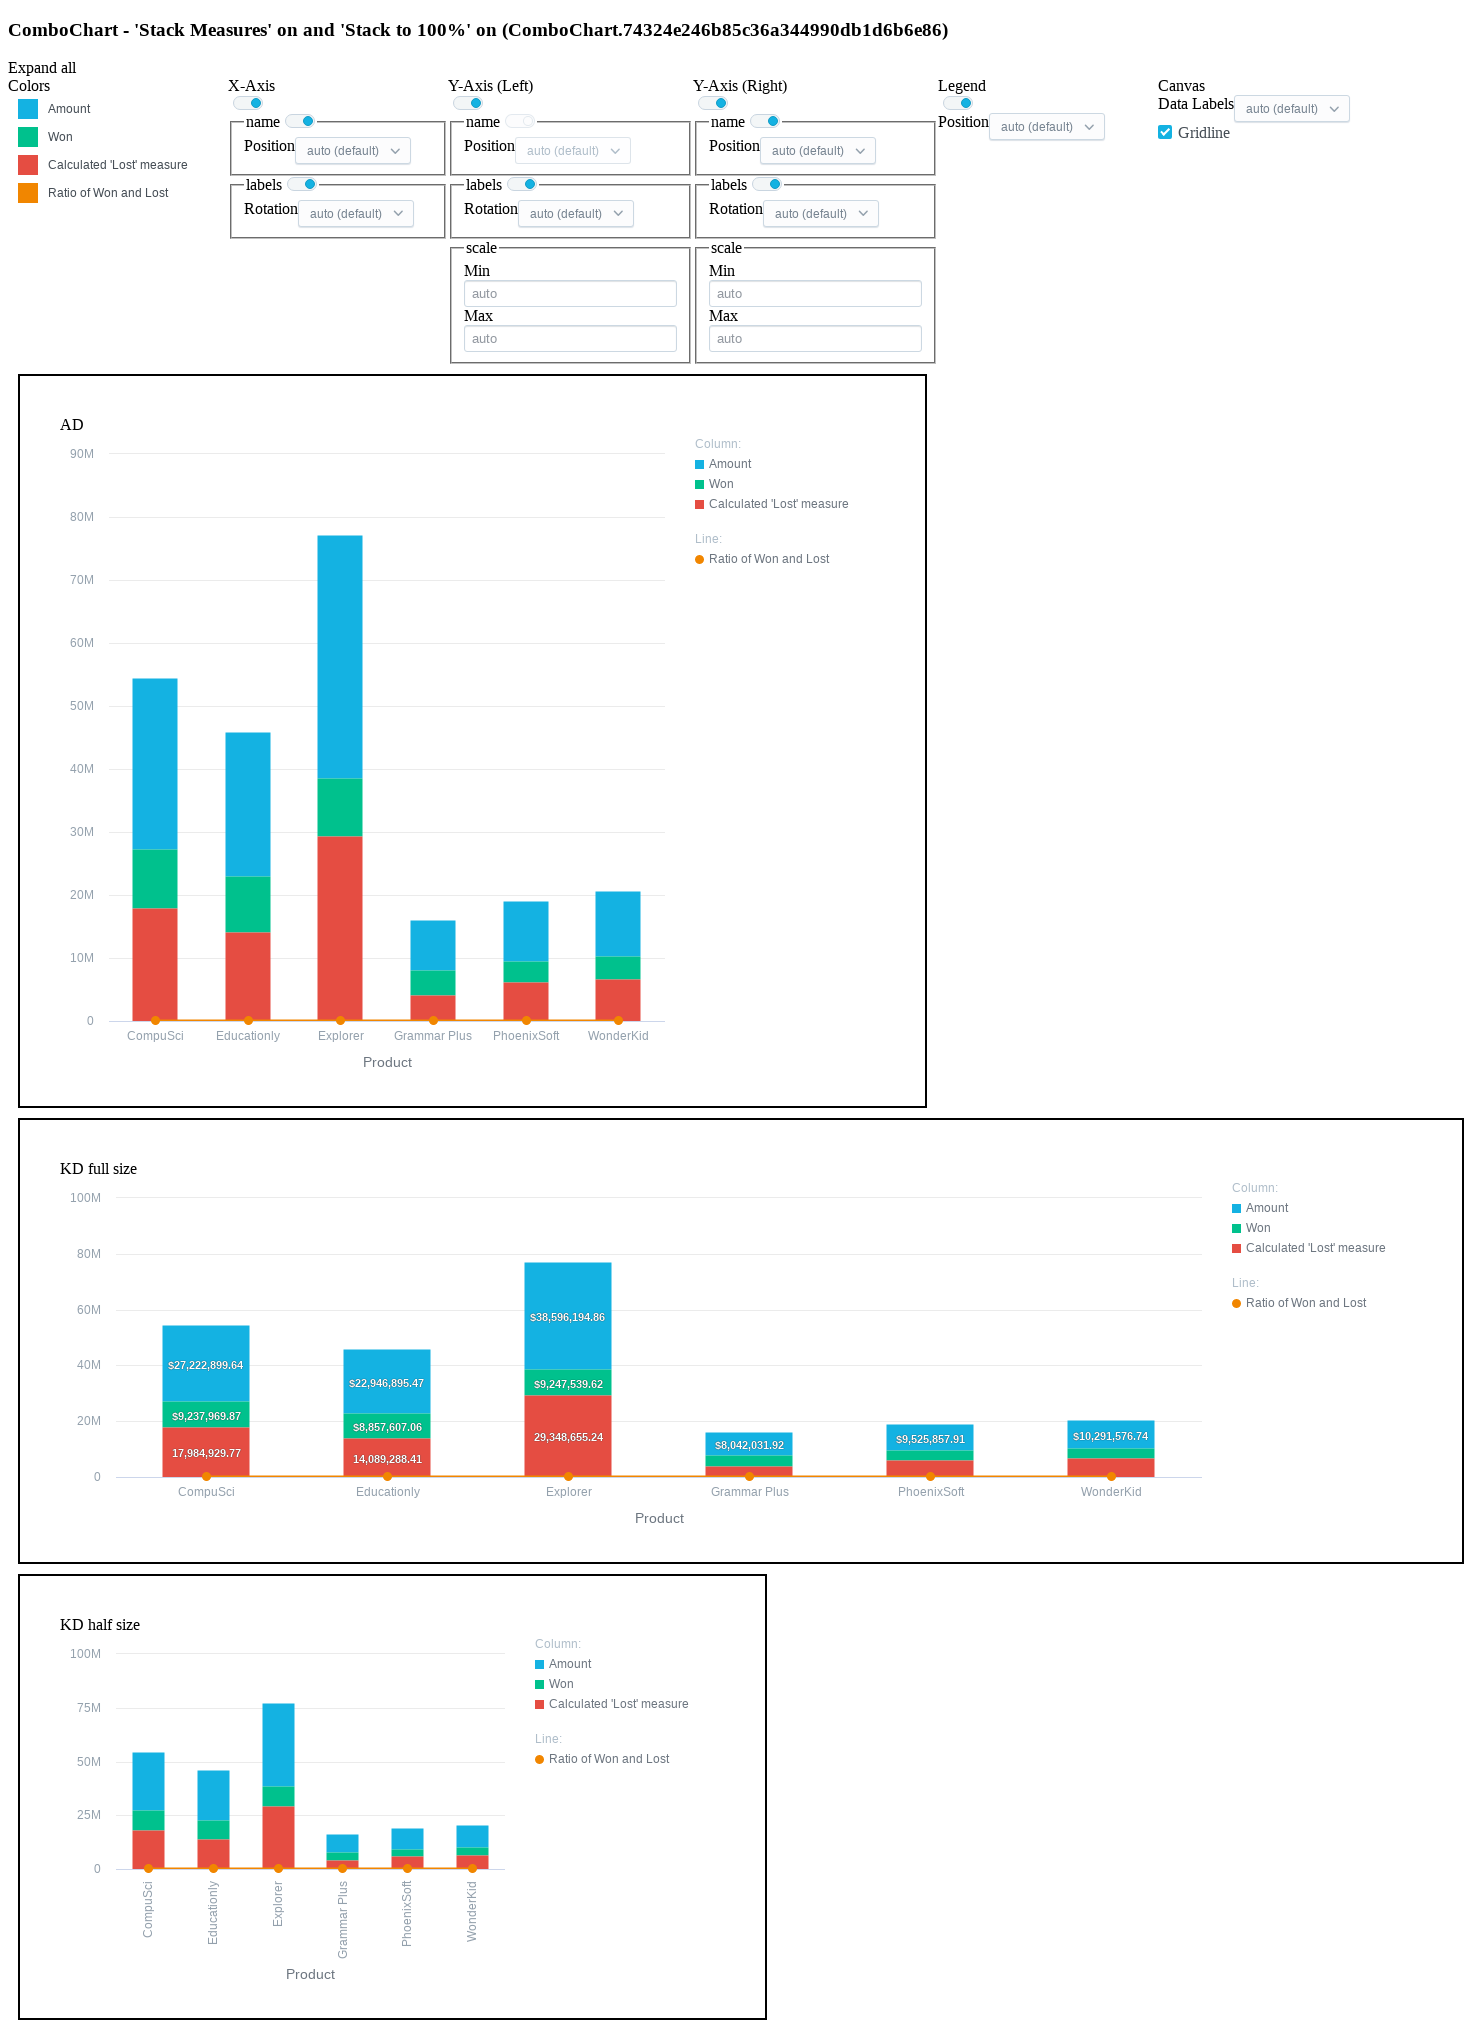 ComboChart - 'Stack Measures' on and 'Stack to 100%' on (ComboChart.74324e246b85c36a344990db1d6b6e86)
Expand all
Colors
Amount
Won
Calculated 'Lost' measure
Ratio of Won and Lost
X-Axis
name
Position auto (default)
labels
Rotation auto (default)
Y-Axis (Left)
name
Position auto (default)
labels
Rotation auto (default)
scale
Min
auto
Max
auto
Y-Axis (Right)
name
Position auto (default)
labels
Rotation auto (default)
scale
Min
auto
Max
auto
Legend
Position auto (default)
Canvas
Data Labels auto (default)
Gridline
AD
90M
80M
70M
60M
50M
40M
30M
20M
10M
0
CompuSci Educationly Explorer Grammar Plus PhoenixSoft WonderKid
Product
Column:
Amount
Won
Calculated 'Lost' measure
Line:
Ratio of Won and Lost
KD full size
100M
80M
60M
40M
20M
0
$27,222,899.64
$9,237,969.87
17,984,929.77
$22,946,895.47
$8,857,607.06
14,089,288.41
$38,596,194.86
$9,247,539.62
29,348,655.24
$8,042,031.92
$9,525,857.91
$10,291,576.74
CompuSci Educationly Explorer Grammar Plus PhoenixSoft WonderKid
Product
Column:
Amount
Won
Calculated 'Lost' measure
Line:
Ratio of Won and Lost
KD half size
100M
75M
50M
25M
0
CompuSci
Educationly
Explorer
Grammar Plus
PhoenixSoft
WonderKid
Product
Column:
Amount
Won
Calculated 'Lost' measure
Line:
Ratio of Won and Lost